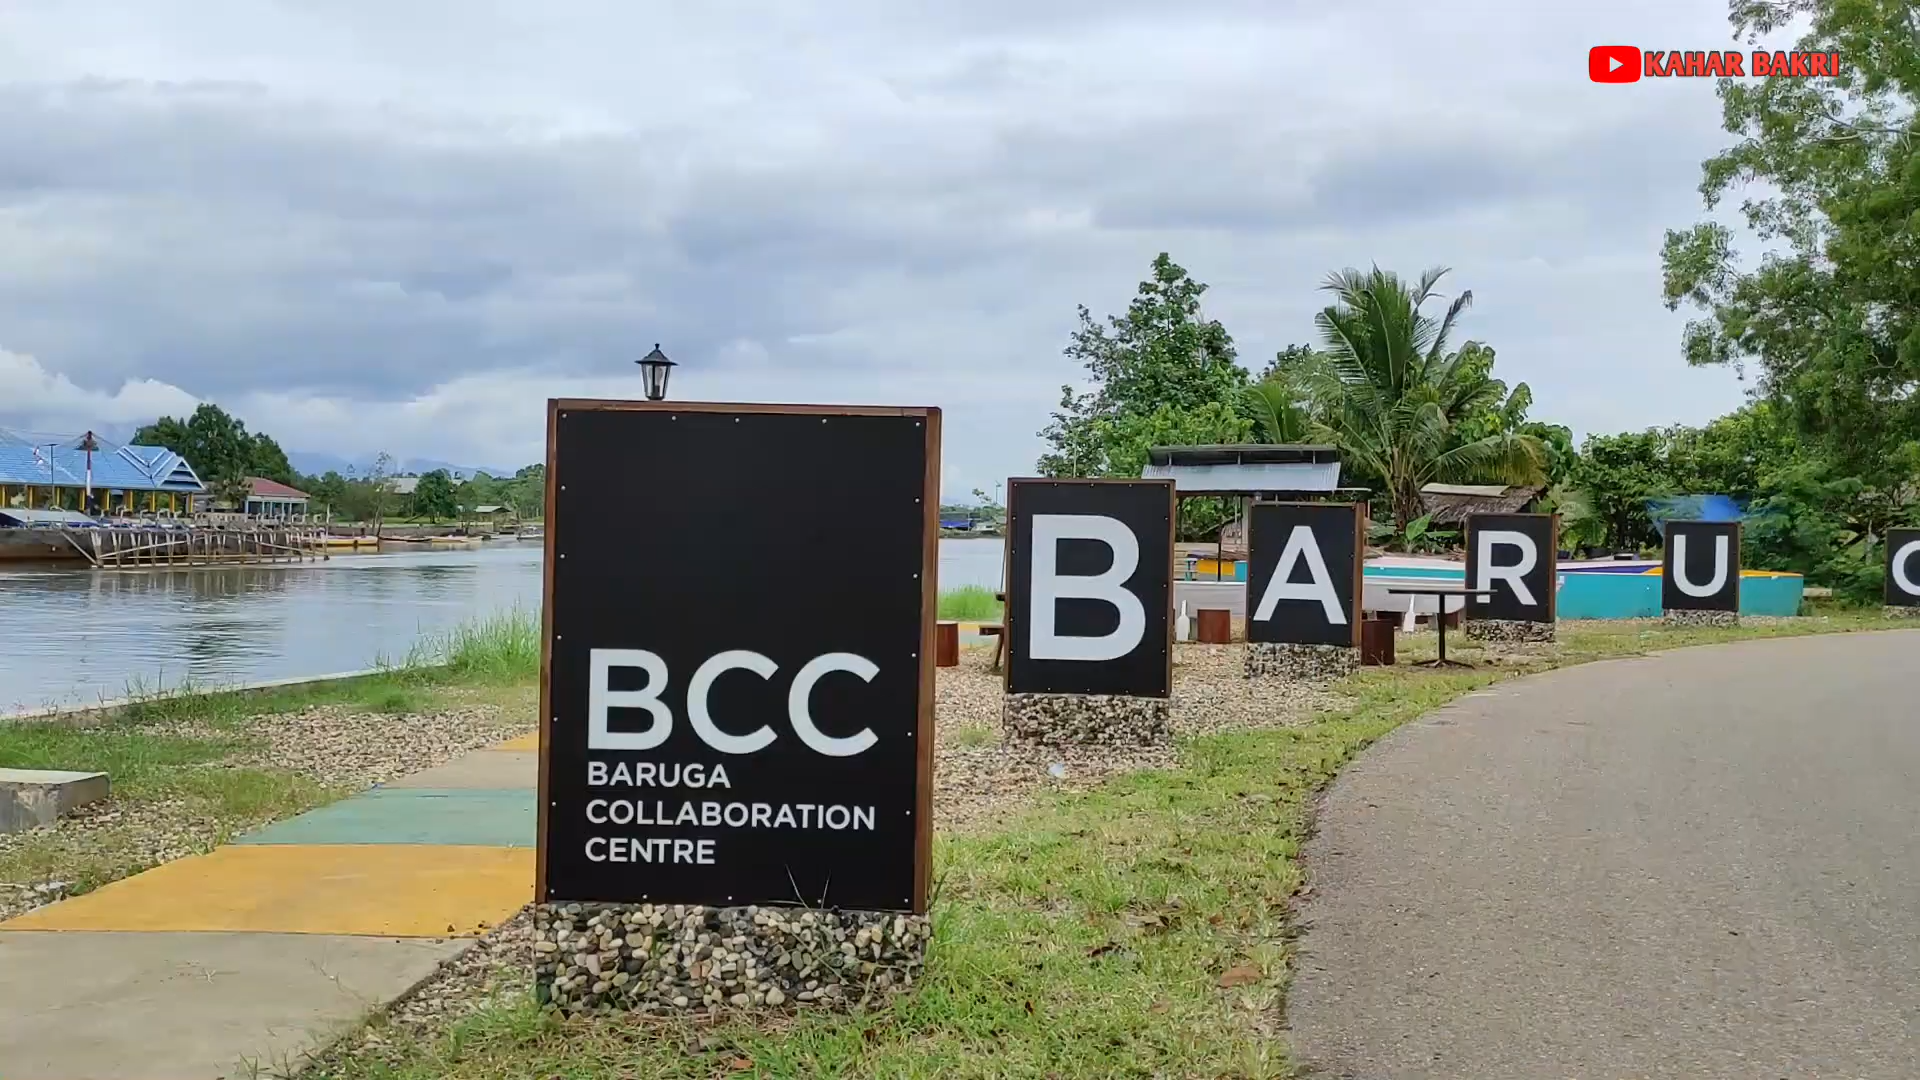 KAHAR BAKRI
BCC
BARUGA
COLLABORATION
CENTRE
B A R U